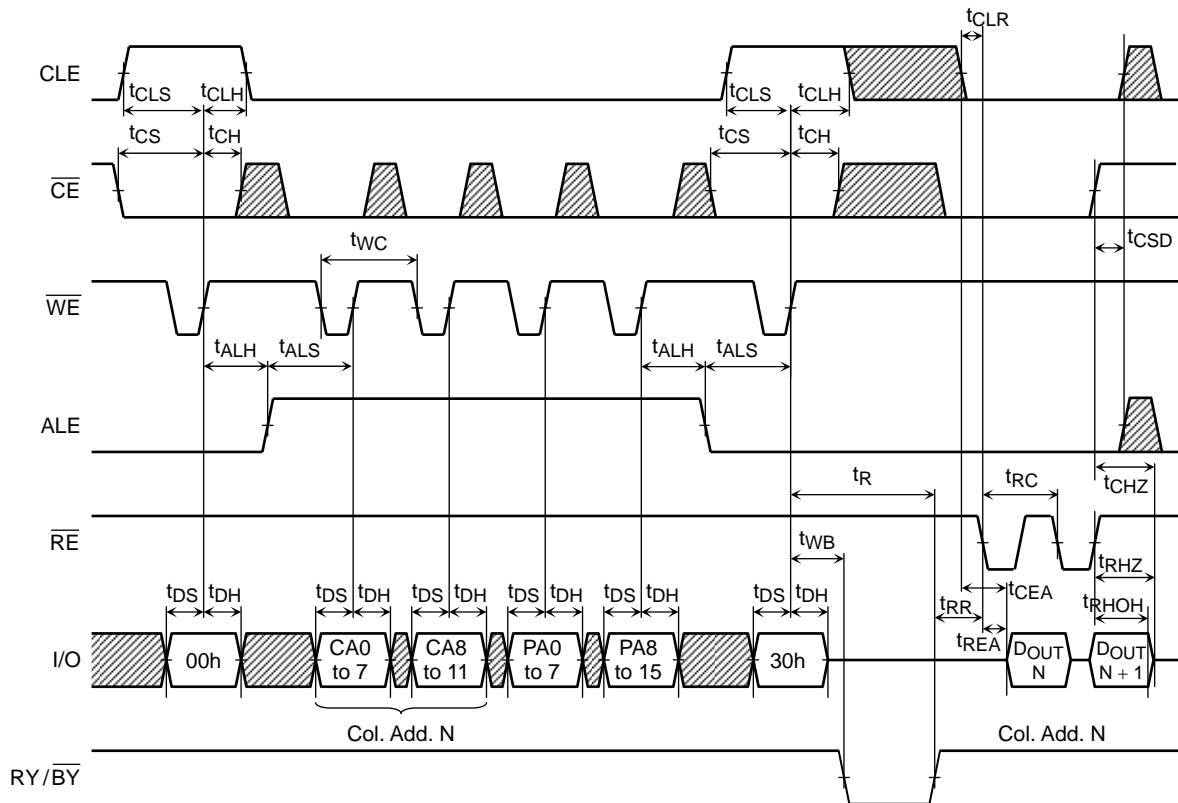 tCLR
CLE
tCLS tCLH tCLS tCLH
tCS tCH tCS tCH
CE
tWC tCSD
WE
tALH tALS tALH tALS
ALE
tR tRC tCHZ
RE
tWB tRHZ
tDS tDH tDS tDH tDS tDH tDS tDH tDS tDH tDS tDH tRR tCEA tRHOH
tREA
I/O 00h CA0 to 7 CA8 to 11 PA0 to 7 PA8 to 15 30h DOUT N DOUT N + 1
Col. Add. N Col. Add. N
RY/BY